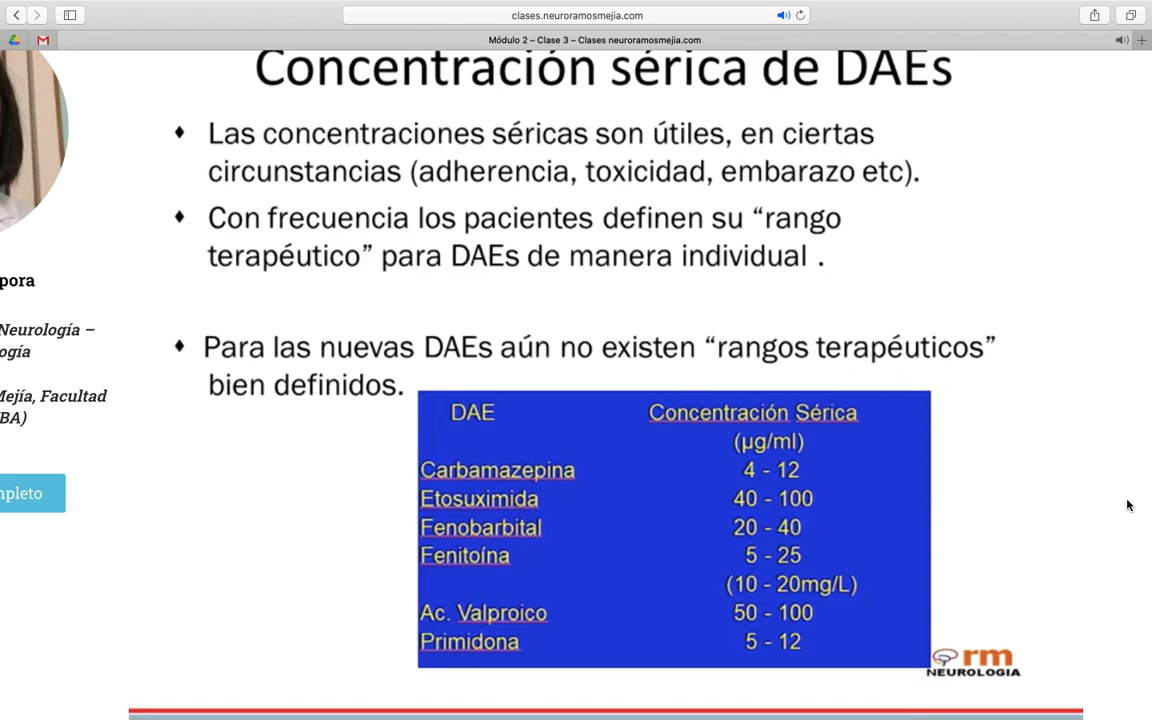 clases.neuroramosmejia.com
Módulo 2 – Clase 3 – Clases neuroramosmejia.com
Concentración sérica de DAEs
Las concentraciones séricas son útiles, en ciertas
circunstancias (adherencia, toxicidad, embarazo etc).
Con frecuencia los pacientes definen su “rango
terapéutico” para DAEs de manera individual .
Para las nuevas DAEs aún no existen “rangos terapéuticos”
bien definidos.
DAE Concentración Sérica
(µg/ml)
Carbamazepina 4 - 12
Etosuximida 40 - 100
Fenobarbital 20 - 40
Fenitoína 5 - 25
(10 - 20mg/L)
Ac. Valproico 50 - 100
Primidona 5 - 12
rm
NEUROLOGIA
pora
Neurología –
ogía
Mejía, Facultad
BA)
npleto